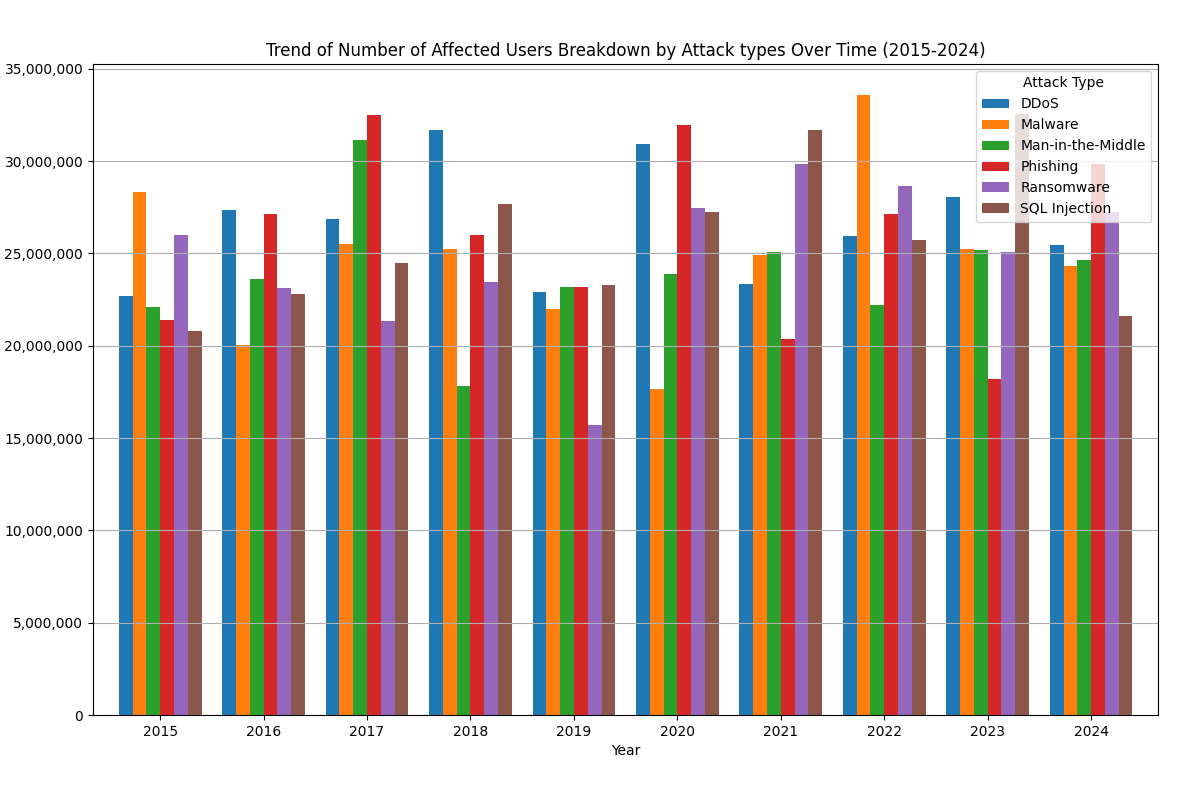 Trend of Number of Affected Users Breakdown by Attack types Over Time (2015-2024)
35,000,000
30,000,000
25,000,000
20,000,000
15,000,000
10,000,000
5,000,000
0
Attack Type
DDoS
Malware
Man-in-the-Middle
Phishing
Ransomware
SQL Injection
2015 2016 2017 2018 2019 2020 2021 2022 2023 2024
Year